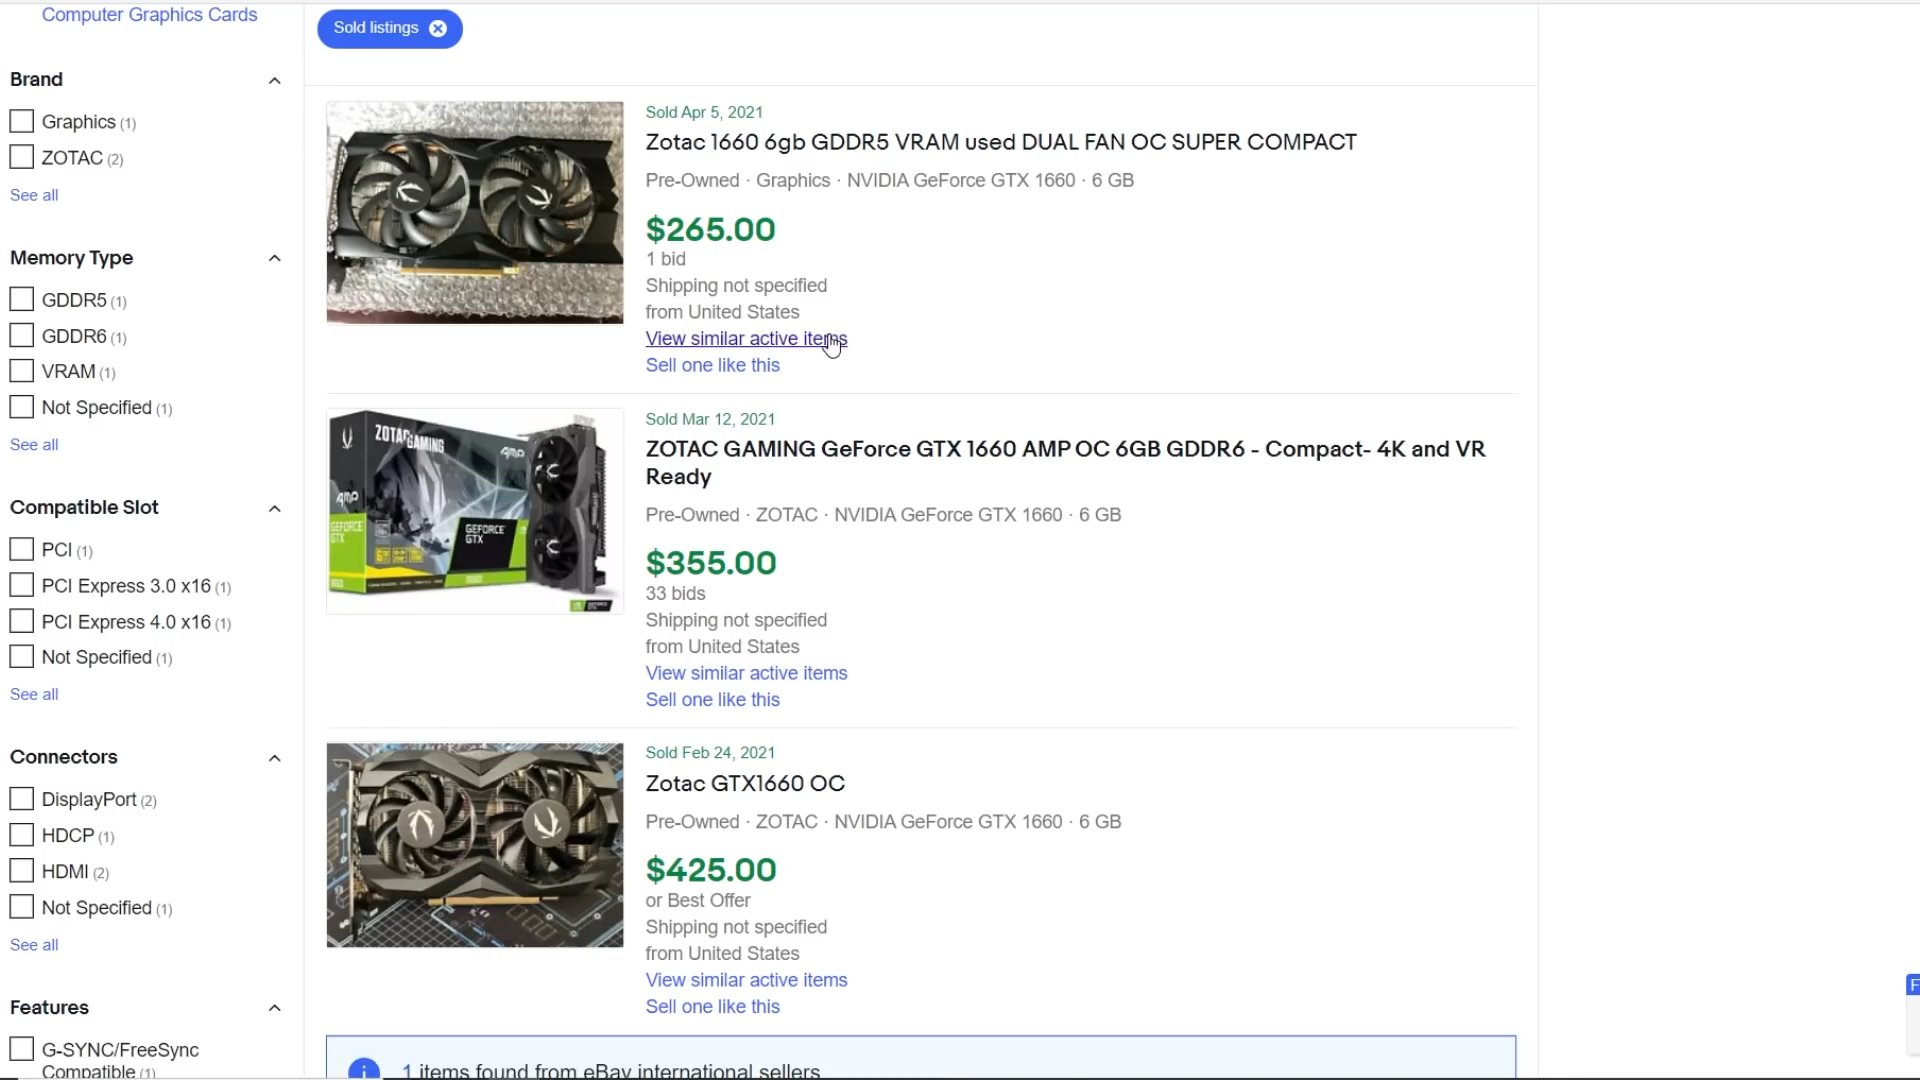 Computer Graphics Cards
Brand
Graphics (1)
ZOTAC (2)
See all
Memory Type
GDDR5 (1)
GDDR6 (1)
VRAM (1)
Not Specified (1)
See all
Compatible Slot
PCI (1)
PCI Express 3.0 x16 (1)
PCI Express 4.0 x16 (1)
Not Specified (1)
See all
Connectors
DisplayPort (2)
HDCP (1)
HDMI (2)
Not Specified (1)
See all
Features
G-SYNC/FreeSync
Compatible (1)
Sold listings
Sold Apr 5, 2021
Zotac 1660 6gb GDDR5 VRAM used DUAL FAN OC SUPER COMPACT
Pre-Owned · Graphics · NVIDIA GeForce GTX 1660 · 6 GB
$265.00
1 bid
Shipping not specified
from United States
View similar active items
Sell one like this
ZOTAC GAMING
AMP
AMP
GEFORCE
GTX
GEFORCE
GTX
Sold Mar 12, 2021
ZOTAC GAMING GeForce GTX 1660 AMP OC 6GB GDDR6 - Compact- 4K and VR
Ready
Pre-Owned · ZOTAC · NVIDIA GeForce GTX 1660 · 6 GB
$355.00
33 bids
Shipping not specified
from United States
View similar active items
Sell one like this
Sold Feb 24, 2021
Zotac GTX1660 OC
Pre-Owned · ZOTAC · NVIDIA GeForce GTX 1660 · 6 GB
$425.00
or Best Offer
Shipping not specified
from United States
View similar active items
Sell one like this
1 items found from eBay international sellers
F